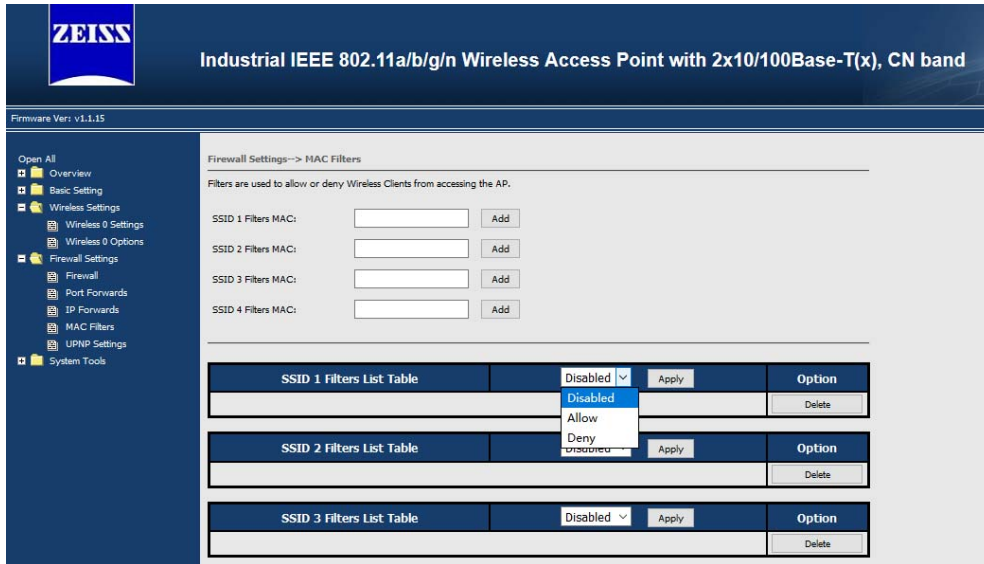 ZEISS
Industrial IEEE 802.11a/b/g/n Wireless Access Point with 2x10/100Base-T(x), CN band
Firmware Ver: v1.1.15
Open All
Overview
Basic Setting
Wireless Settings
Wireless 0 Settings
Wireless 0 Options
Firewall Settings
Firewall
Port Forwards
IP Forwards
MAC Filters
UPNP Settings
System Tools
Firewall Settings--> MAC Filters
Filters are used to allow or deny Wireless Clients from accessing the AP.
SSID 1 Filters MAC: Add
SSID 2 Filters MAC: Add
SSID 3 Filters MAC: Add
SSID 4 Filters MAC: Add
SSID 1 Filters List Table Disabled Apply Option
Disabled
Allow
Deny
Delete
SSID 2 Filters List Table Disabled Apply Option
Delete
SSID 3 Filters List Table Disabled Apply Option
Delete